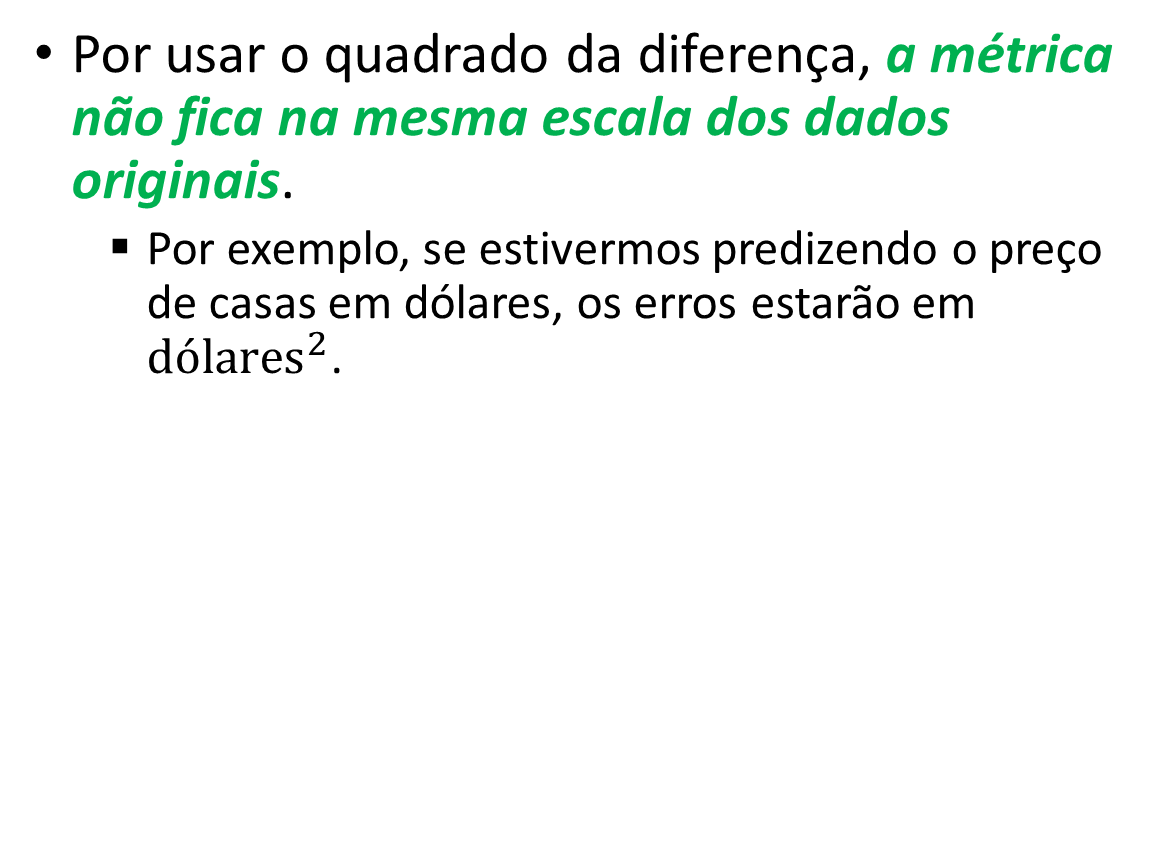 • Por usar o quadrado da diferença, a métrica
não fica na mesma escala dos dados
originais.
▪ Por exemplo, se estivermos predizendo o preço
de casas em dólares, os erros estarão em
dólares².